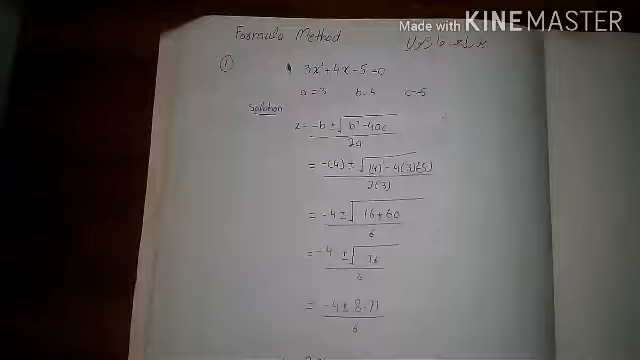 Made with KINEMASTER
Formula Method
① 3x² + 4x - 5 = 0
a = 3 b = 4 c = -5
Solution
x = -b ± √b² - 4ac
2a
= -(4) ± √(4)² - 4(3)(-5)
2(3)
= -4 ± √16 + 60
6
= -4 ± √76
6
= -4 ± 8.71
6